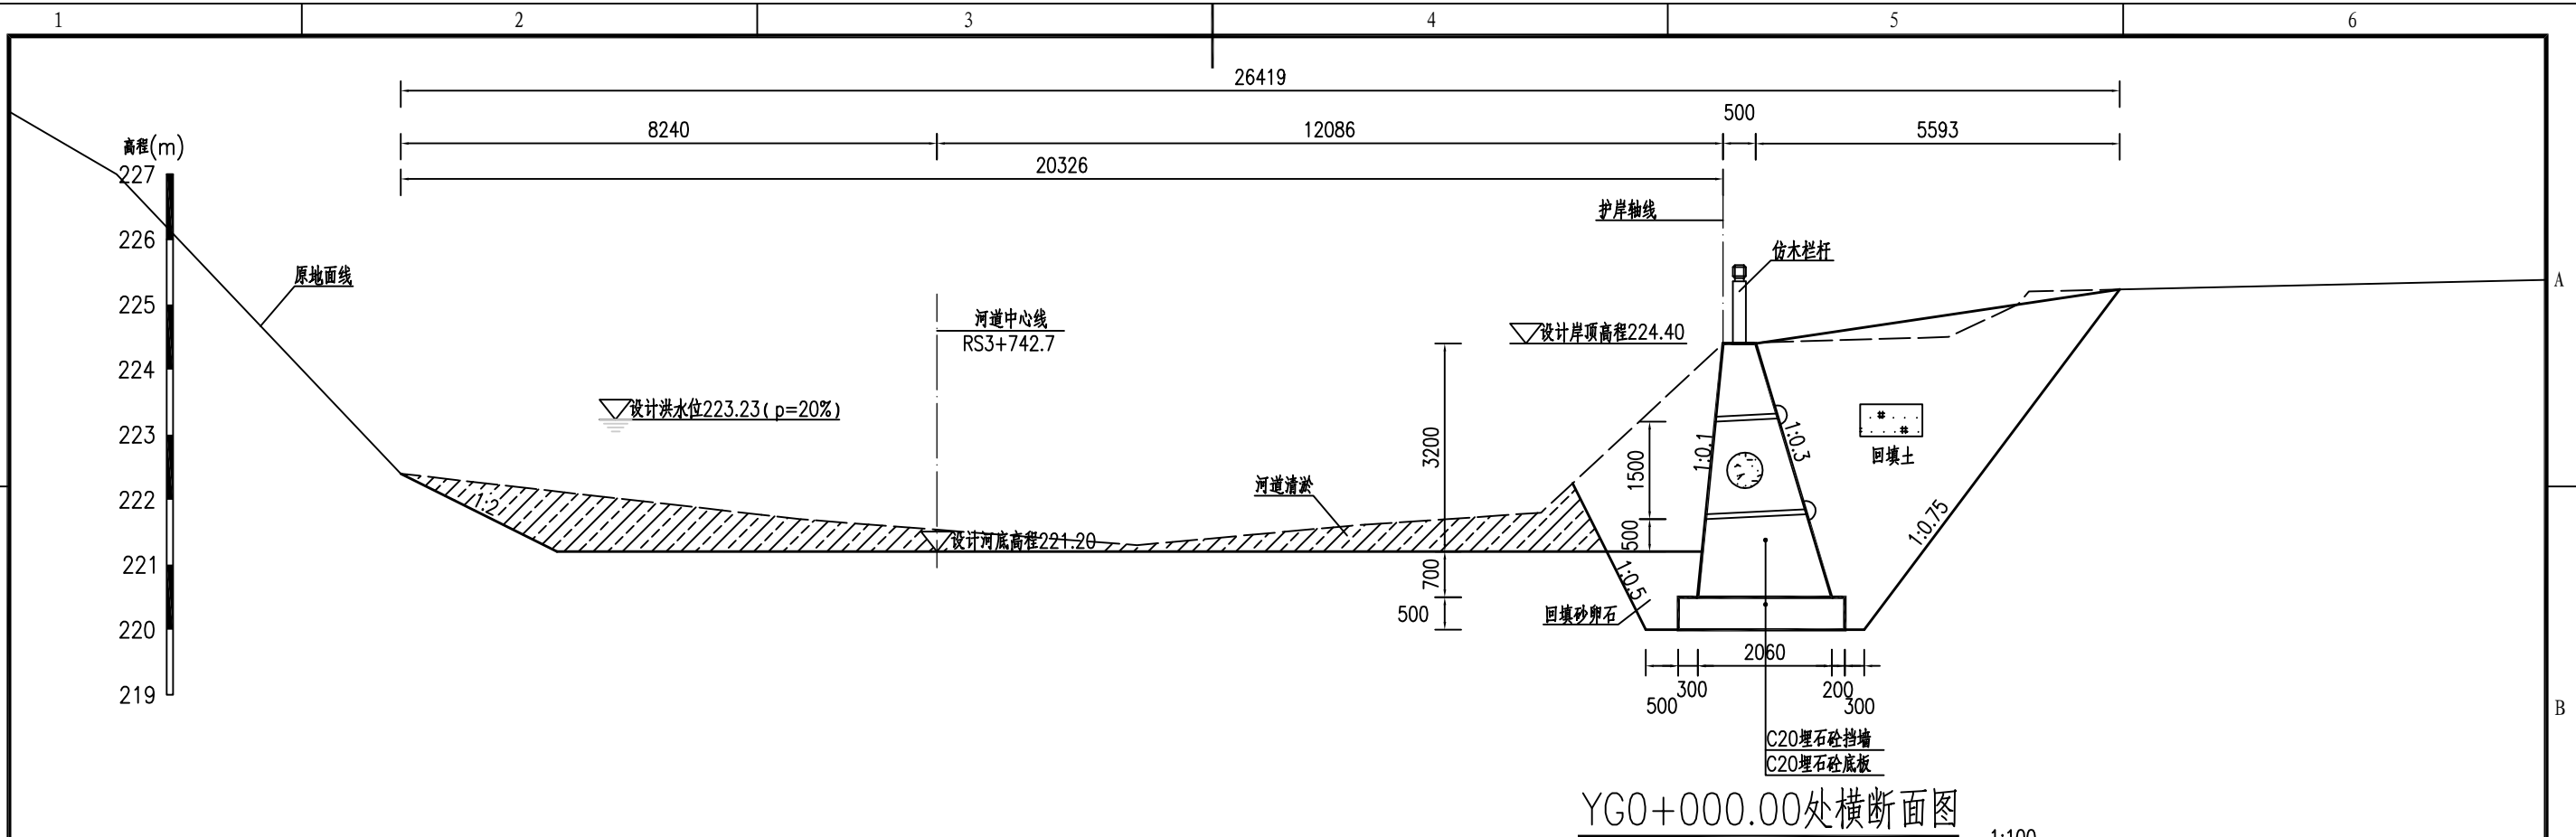 1 2 3 4 5 6
26419
500
8240 12086 5593
20326
高程(m)
227
226
225
224
223
222
221
220
219
护岸轴线
仿木栏杆
原地面线
河道中心线
RS3+742.7
设计岸顶高程224.40
设计洪水位223.23(p=20%)
A
3200
1:0.1
1:0.3
回填土
1500
河道清淤
1:2
设计河底高程221.20
500
1:0.75
700
1:0.5
500
回填砂卵石
2060
300
200
500
300
B
C20埋石砼挡墙
C20埋石砼底板
YG0+000.00处横断面图
1:100